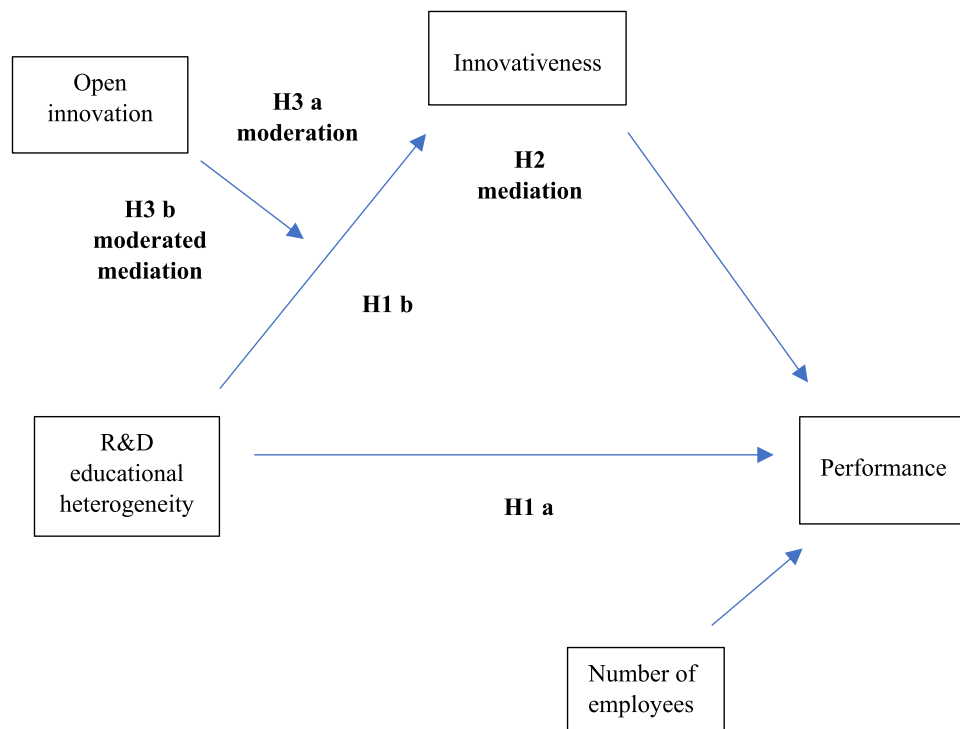 Innovativeness
Open
innovation
H3 a
moderation
H2
mediation
H3 b
moderated
mediation
H1 b
R&D
educational
heterogeneity
Performance
H1 a
Number of
employees